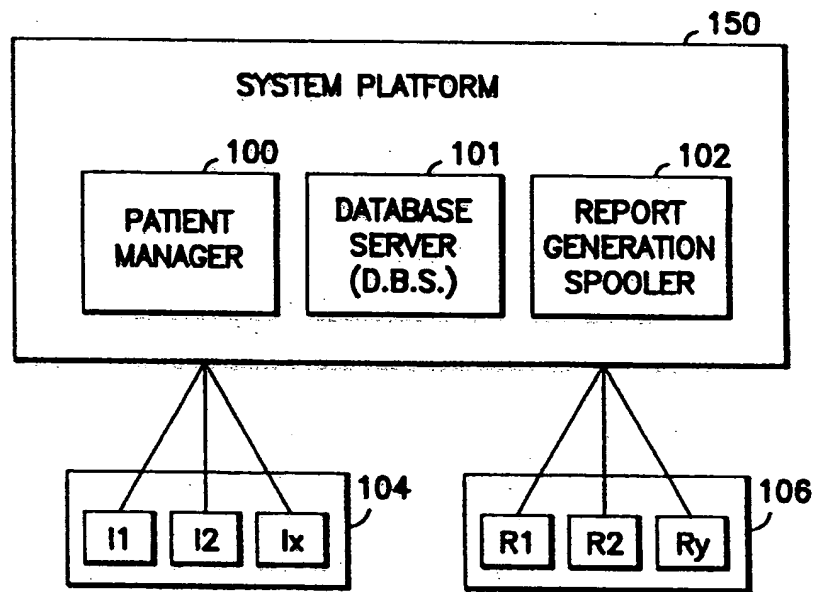 150
SYSTEM PLATFORM
100
101
102
PATIENT
MANAGER
DATABASE
SERVER
(D.B.S.)
REPORT
GENERATION
SPOOLER
104
I1
I2
Ix
106
R1
R2
Ry